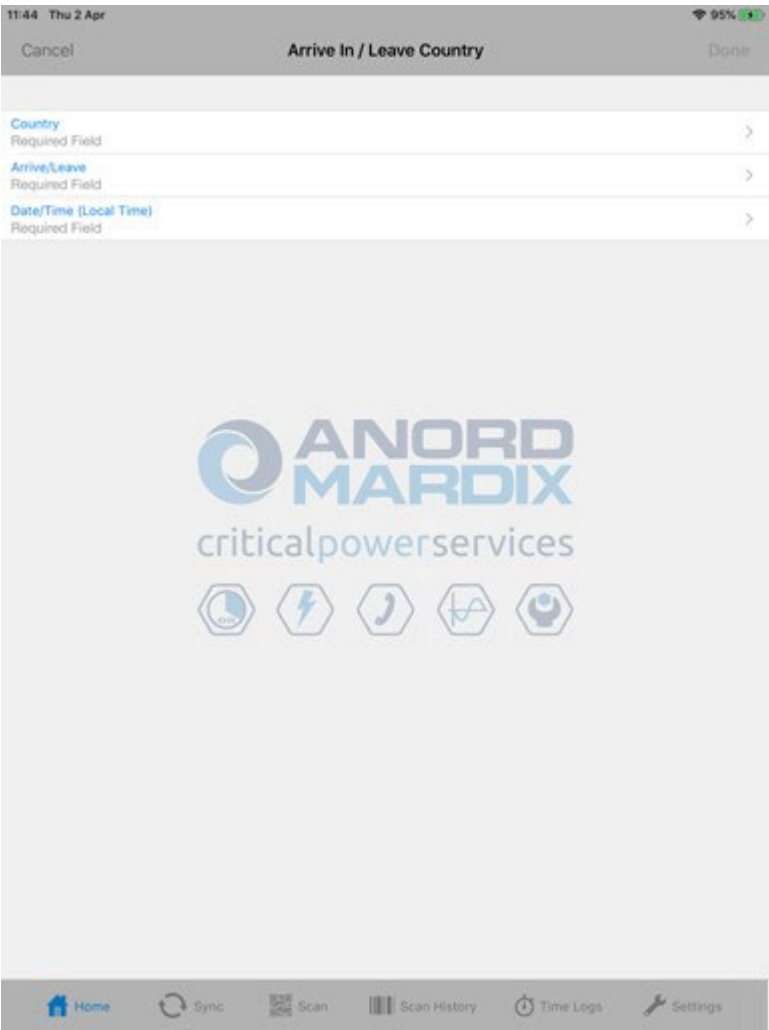 11:44 Thu 2 Apr 95%
Cancel Arrive In / Leave Country Done
Country
Required Field
Arrive/Leave
Required Field
Date/Time (Local Time)
Required Field
ANORD
MARDIX
criticalpowerservices
Home Sync Scan Scan History Time Logs Settings